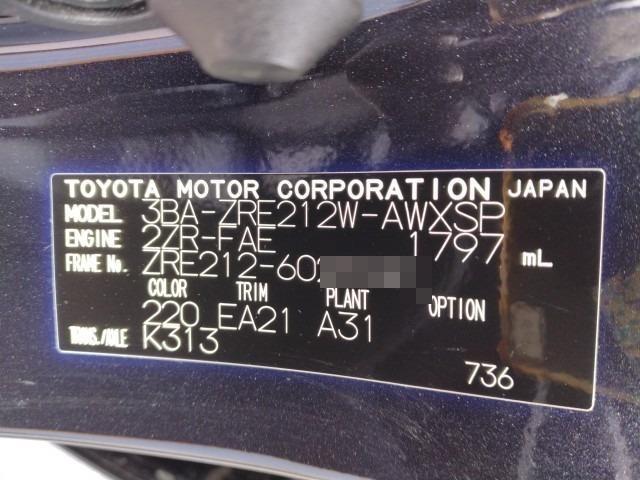 TOYOTA MOTOR CORPORATION JAPAN
MODEL 3BA-ZRE212W-AWXSP
ENGINE 2ZR-FAE 1797 mL
FRAME No. ZRE212-602
COLOR TRIM PLANT OPTION
220 EA21 A31
TRANS./AXLE K313
736